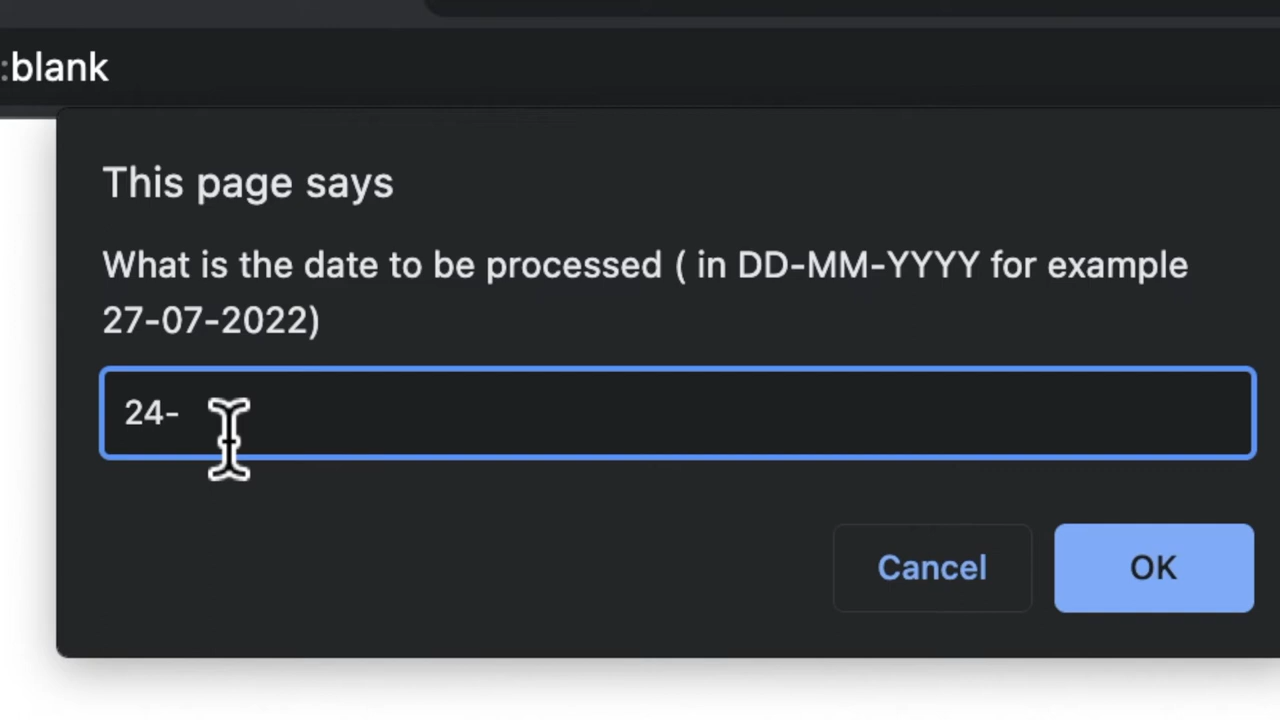 :blank
This page says
What is the date to be processed ( in DD-MM-YYYY for example
27-07-2022)
24-
Cancel
OK